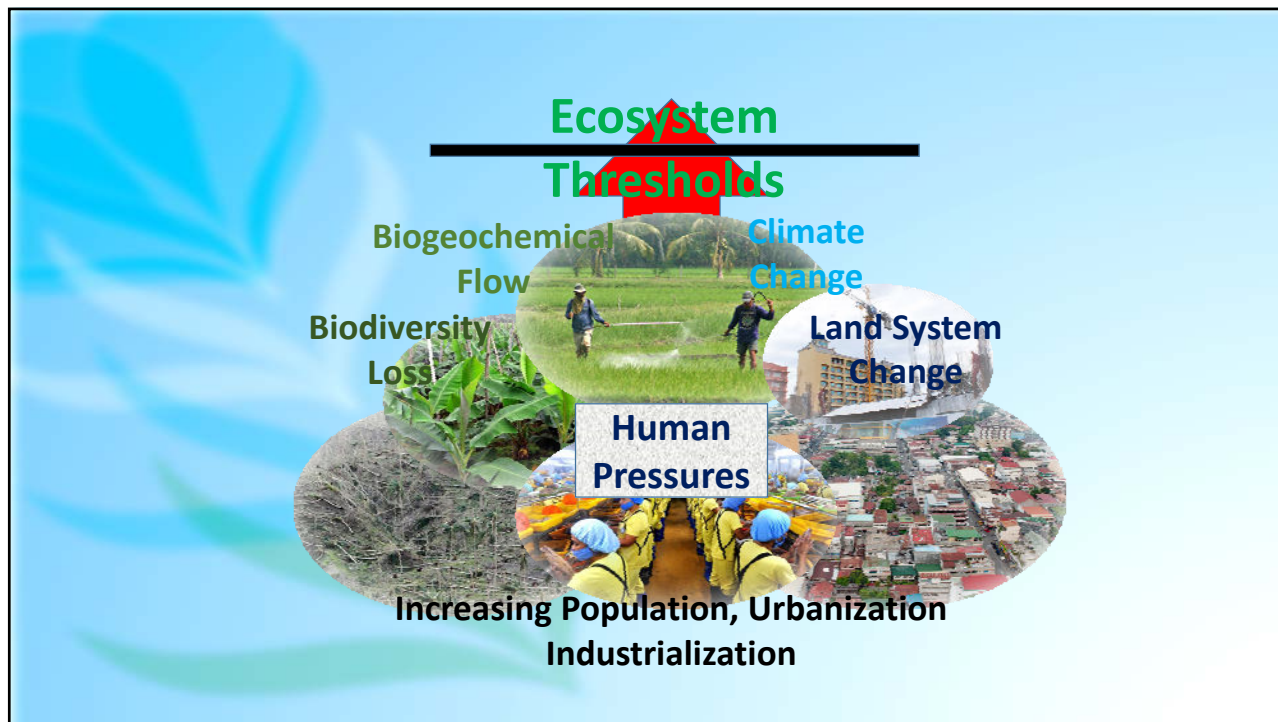 Ecosystem
Thresholds
Biogeochemical
Flow
Climate
Change
Biodiversity
Loss
Land System
Change
Human
Pressures
Increasing Population, Urbanization
Industrialization